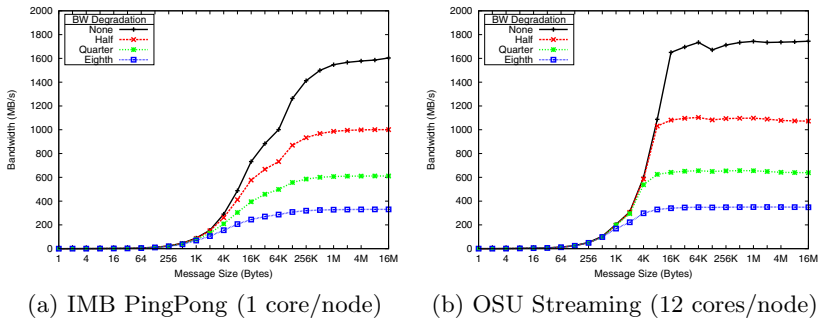 BW Degradation
None
Half
Quarter
Eighth
2000
1800
1600
1400
1200
1000
800
600
400
200
0
Bandwidth (MB/s)
1 4 16 64 256 1K 4K 16K 64K 256K 1M 4M 16M
Message Size (Bytes)
(a) IMB PingPong (1 core/node)
BW Degradation
None
Half
Quarter
Eighth
2000
1800
1600
1400
1200
1000
800
600
400
200
0
Bandwidth (MB/s)
1 4 16 64 256 1K 4K 16K 64K 256K 1M 4M 16M
Message Size (Bytes)
(b) OSU Streaming (12 cores/node)